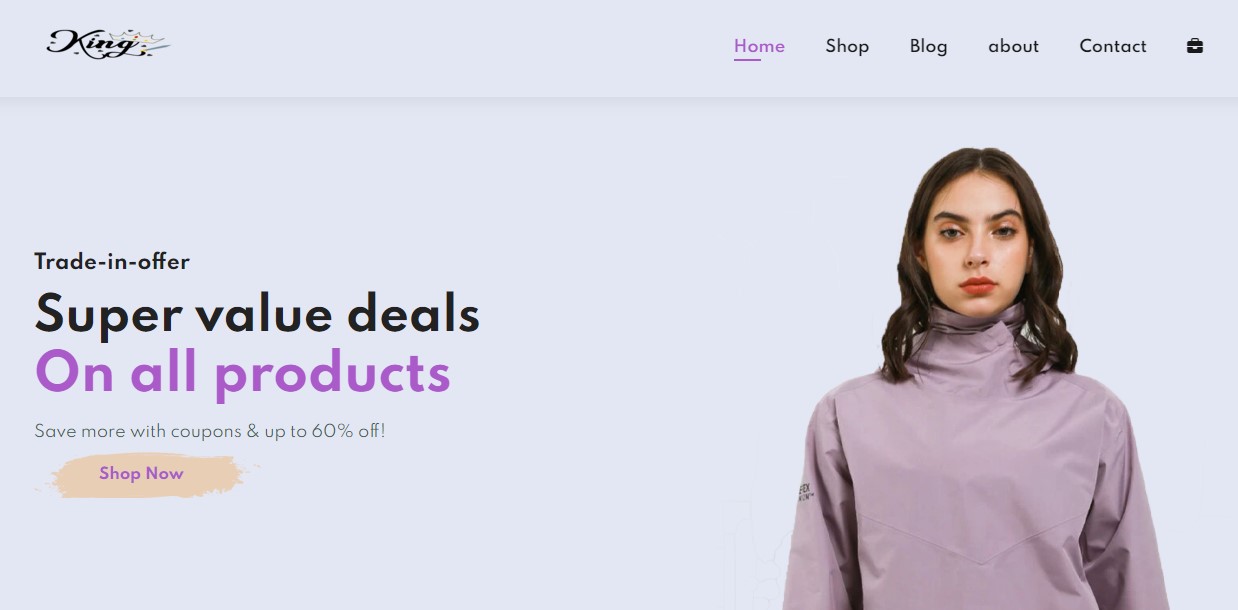 King
Home Shop Blog about Contact
Trade-in-offer
Super value deals
On all products
Save more with coupons & up to 60% off!
Shop Now